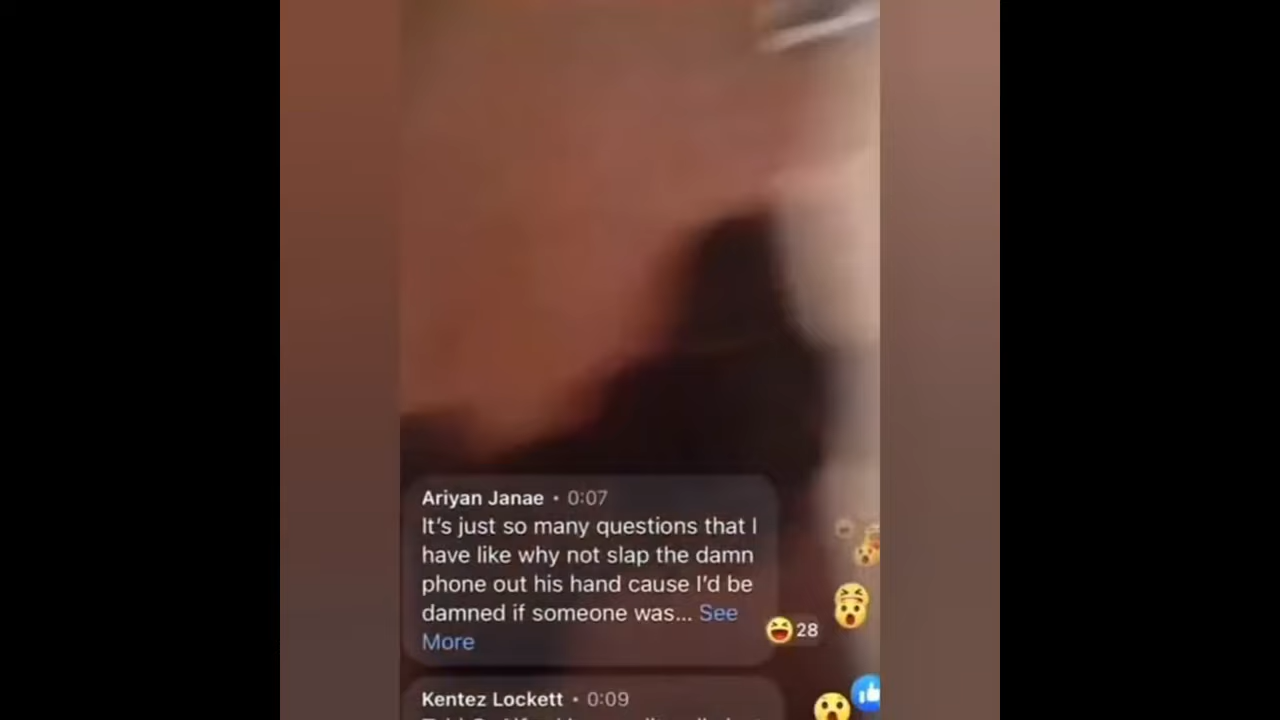 Ariyan Janae • 0:07
It's just so many questions that I
have like why not slap the damn
phone out his hand cause I'd be
damned if someone was... See
More
28
Kentez Lockett • 0:09